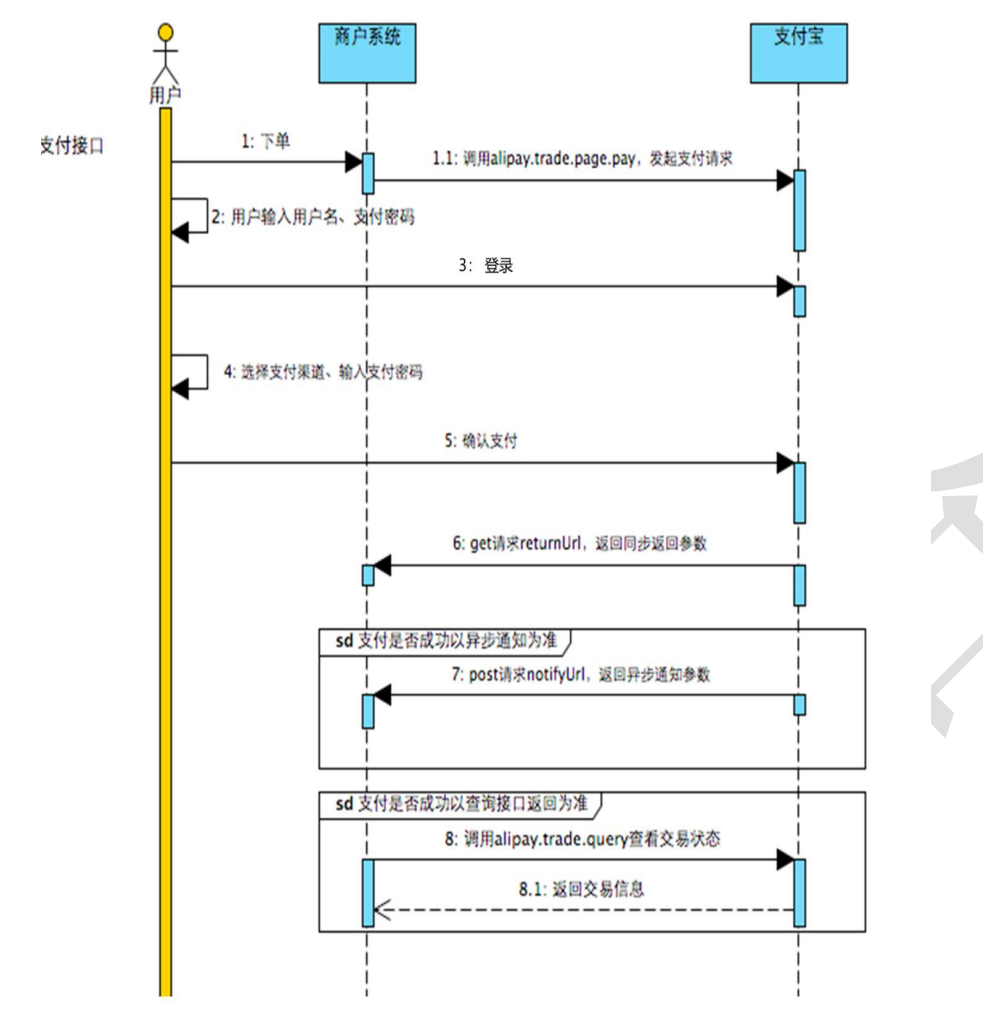 商户系统
支付宝
用户
支付接口
1: 下单
1.1: 调用alipay.trade.page.pay，发起支付请求
2: 用户输入用户名、支付密码
3: 登录
4: 选择支付渠道、输入支付密码
5: 确认支付
6: get请求returnUrl，返回同步返回参数
sd 支付是否成功以异步通知为准
7: post请求notifyUrl，返回异步通知参数
sd 支付是否成功以查询接口返回为准
8: 调用alipay.trade.query查看交易状态
8.1: 返回交易信息